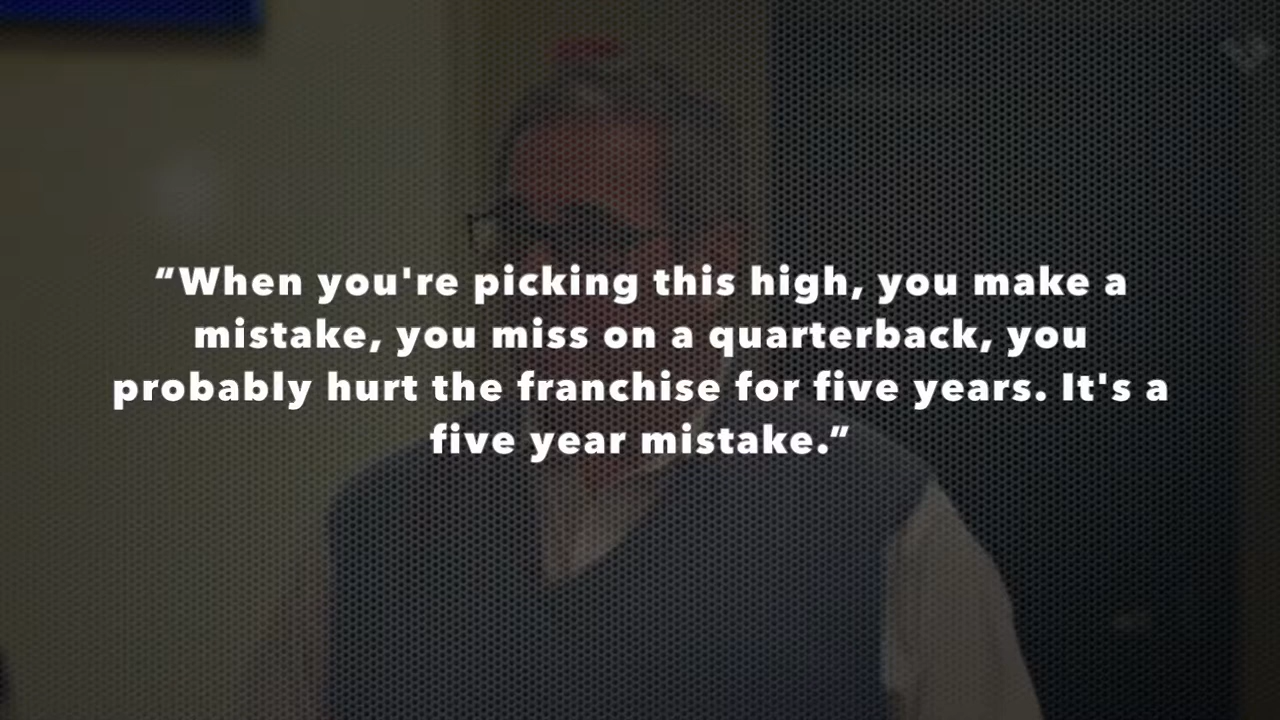 “When you're picking this high, you make a
mistake, you miss on a quarterback, you
probably hurt the franchise for five years. It's a
five year mistake.”